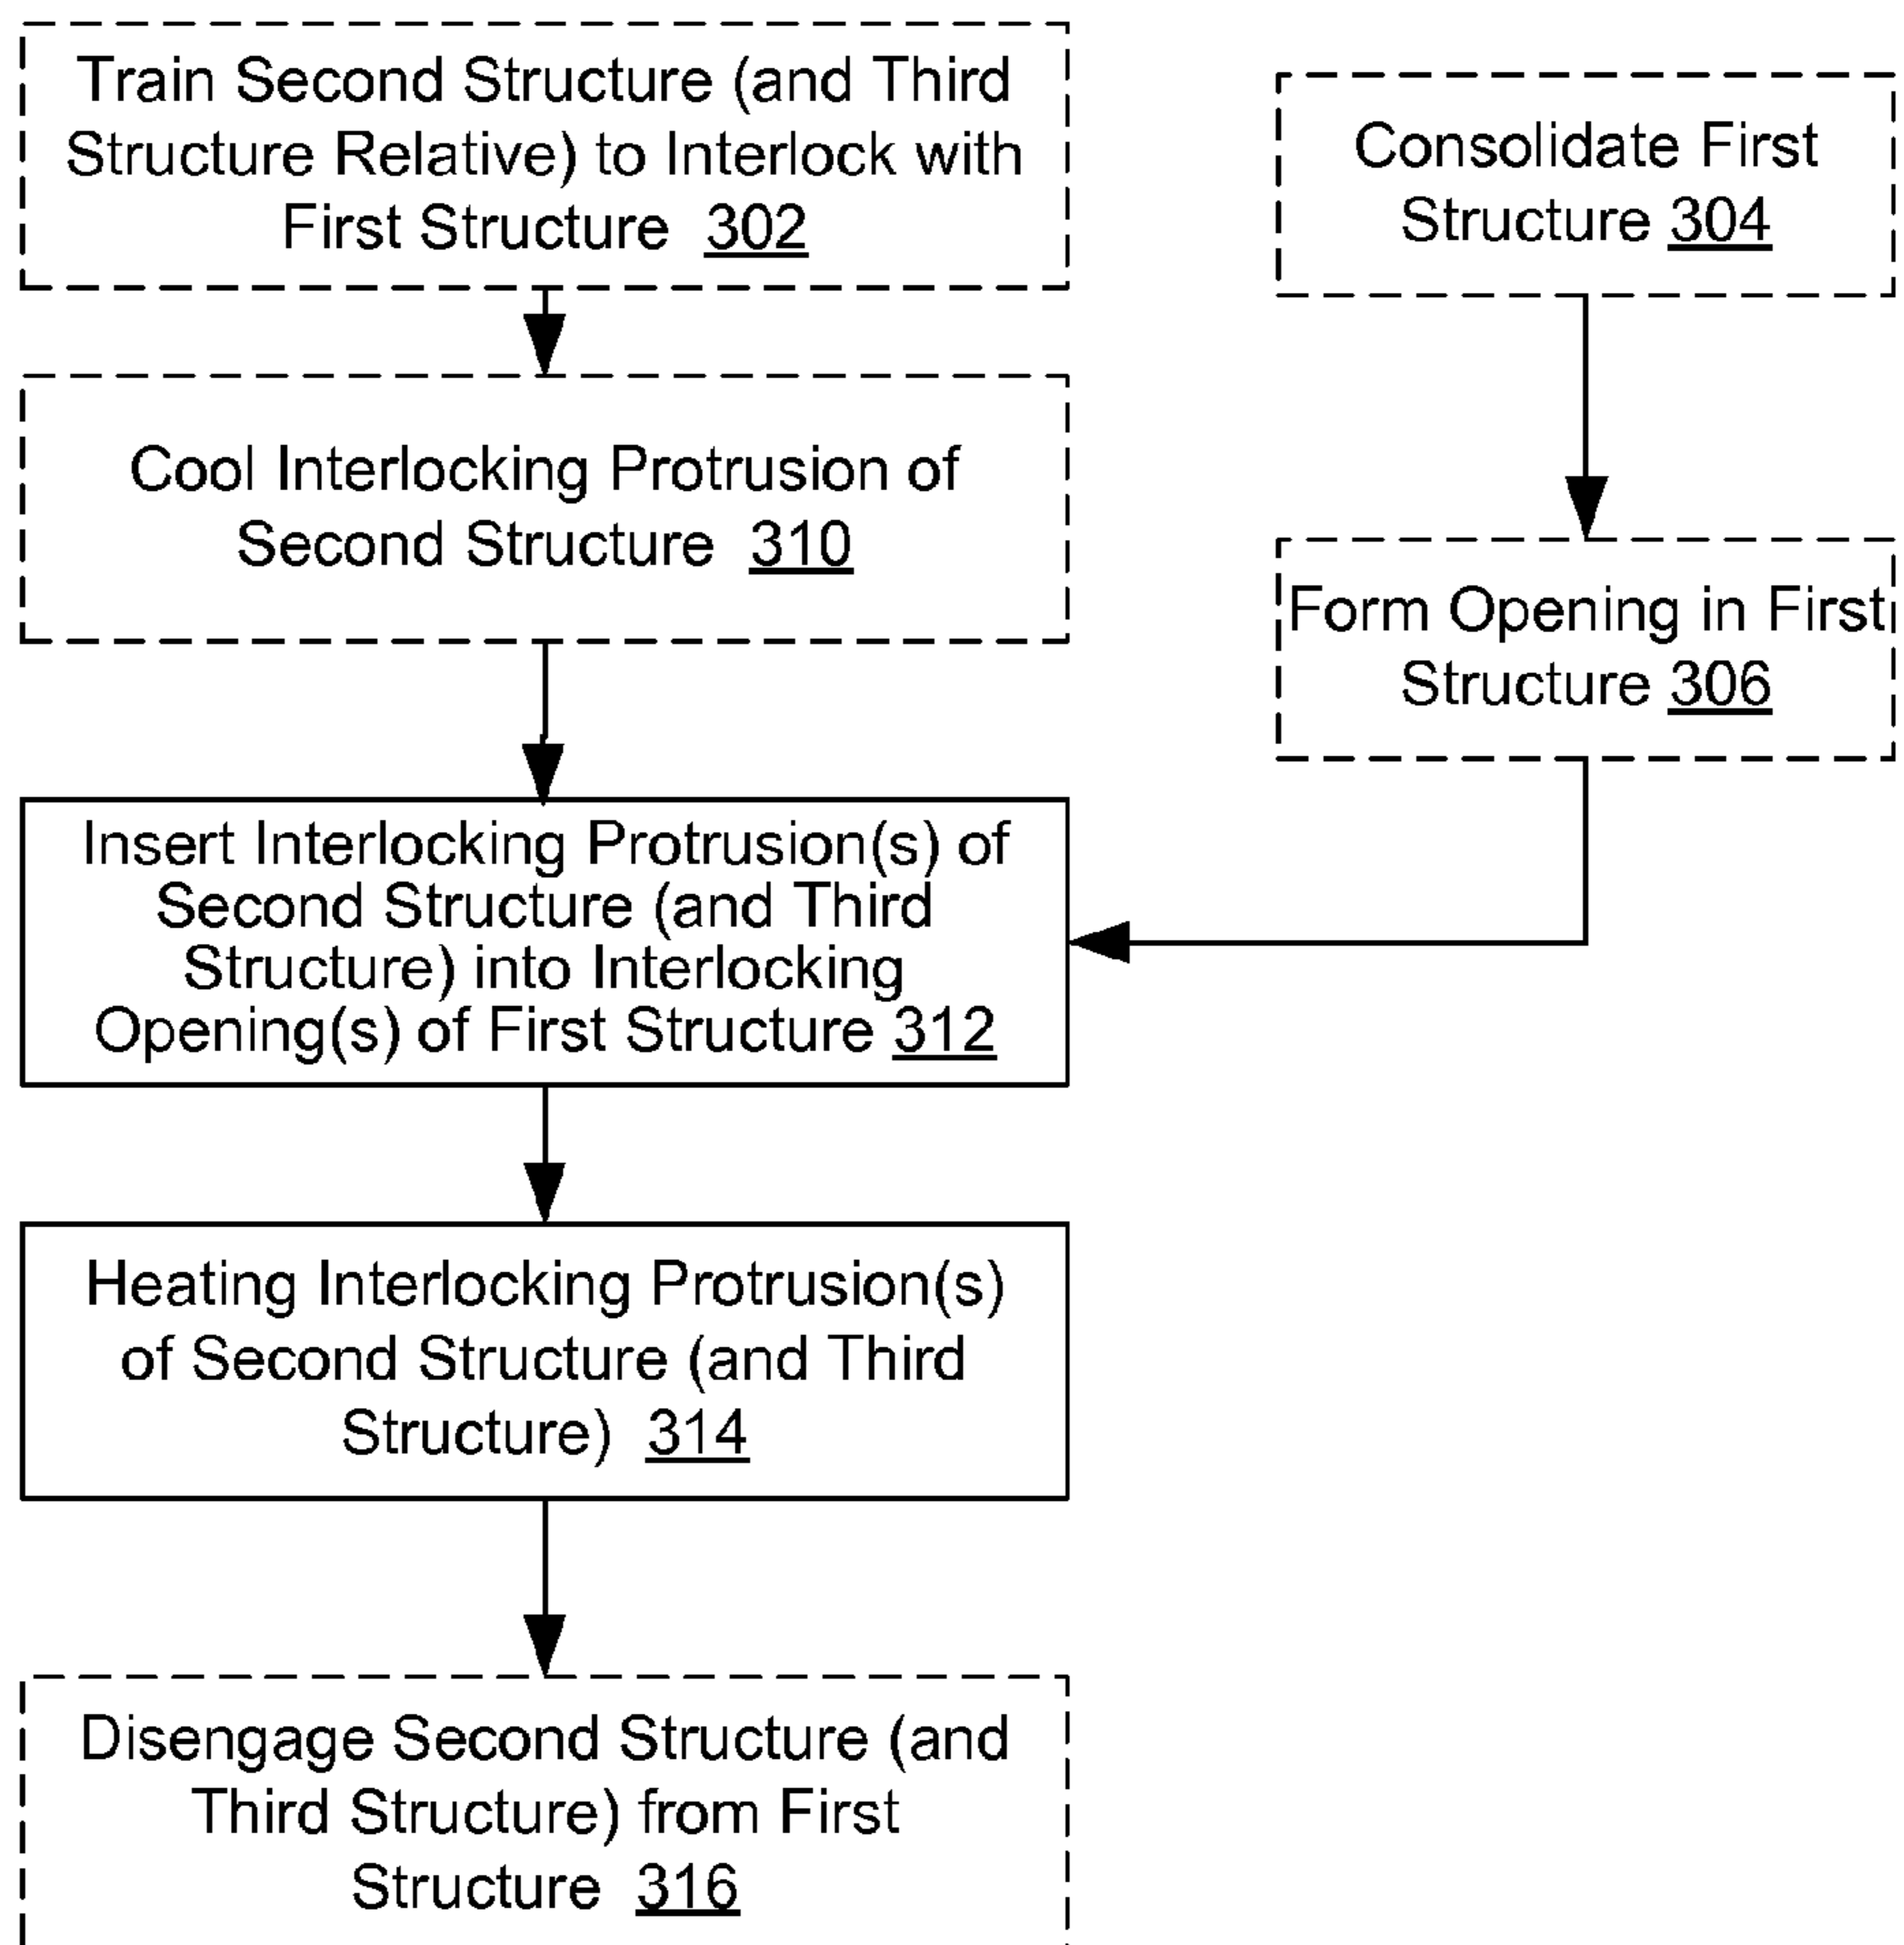 Train Second Structure (and Third
Structure Relative) to Interlock with
First Structure 302
Consolidate First
Structure 304
Cool Interlocking Protrusion of
Second Structure 310
Form Opening in First
Structure 306
Insert Interlocking Protrusion(s) of
Second Structure (and Third
Structure) into Interlocking
Opening(s) of First Structure 312
Heating Interlocking Protrusion(s)
of Second Structure (and Third
Structure) 314
Disengage Second Structure (and
Third Structure) from First
Structure 316